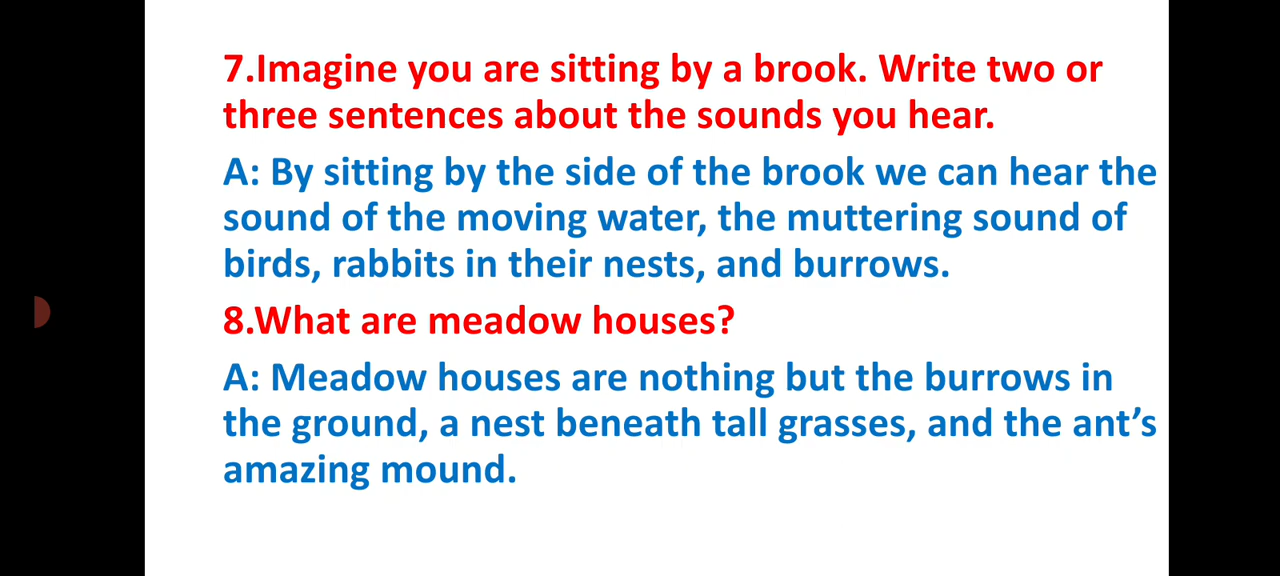 7.Imagine you are sitting by a brook. Write two or
three sentences about the sounds you hear.
A: By sitting by the side of the brook we can hear the
sound of the moving water, the muttering sound of
birds, rabbits in their nests, and burrows.
8.What are meadow houses?
A: Meadow houses are nothing but the burrows in
the ground, a nest beneath tall grasses, and the ant’s
amazing mound.